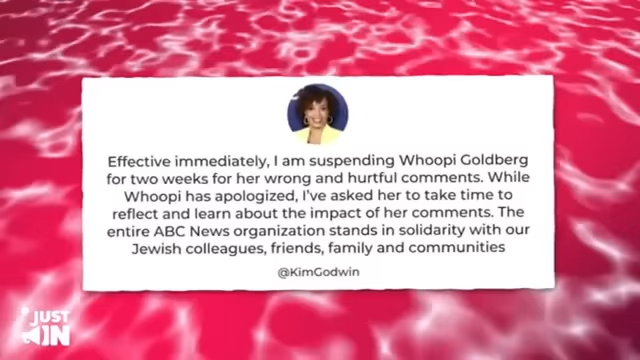 Effective immediately, I am suspending Whoopi Goldberg
for two weeks for her wrong and hurtful comments. While
Whoopi has apologized, I've asked her to take time to
reflect and learn about the impact of her comments. The
entire ABC News organization stands in solidarity with our
Jewish colleagues, friends, family and communities
@KimGodwin
JUST
IN